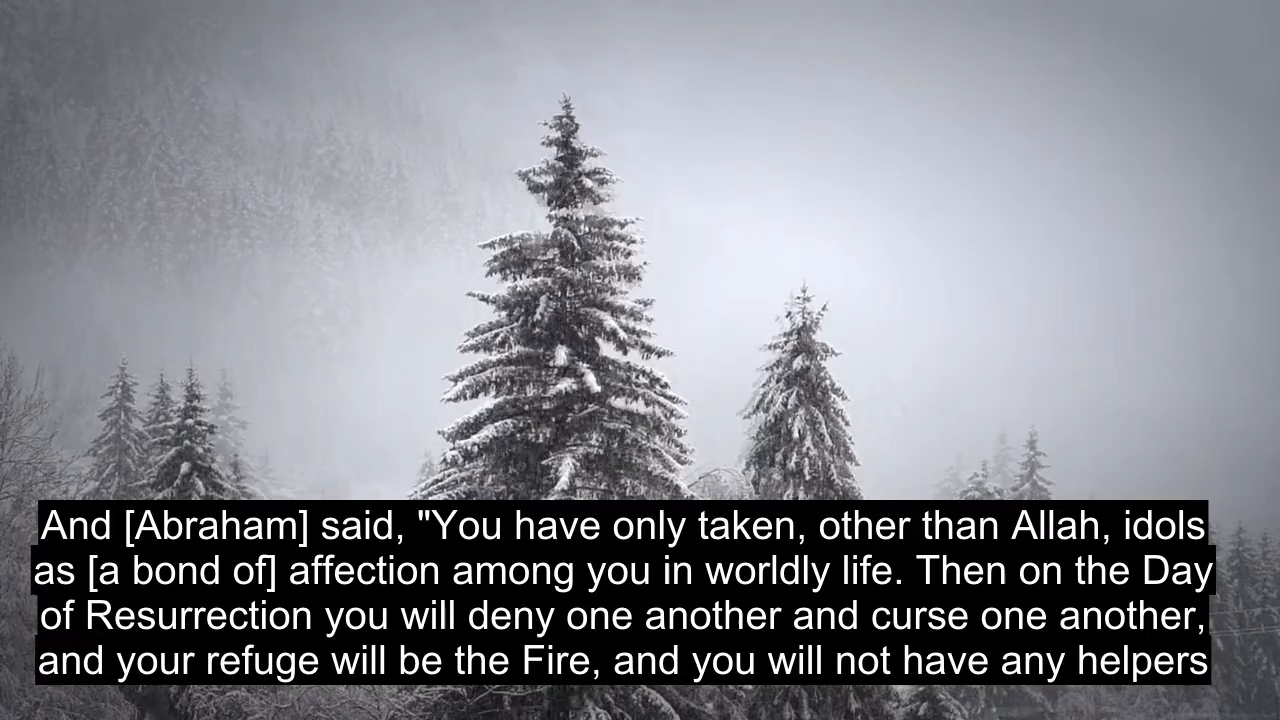 And [Abraham] said, "You have only taken, other than Allah, idols
as [a bond of] affection among you in worldly life. Then on the Day
of Resurrection you will deny one another and curse one another,
and your refuge will be the Fire, and you will not have any helpers